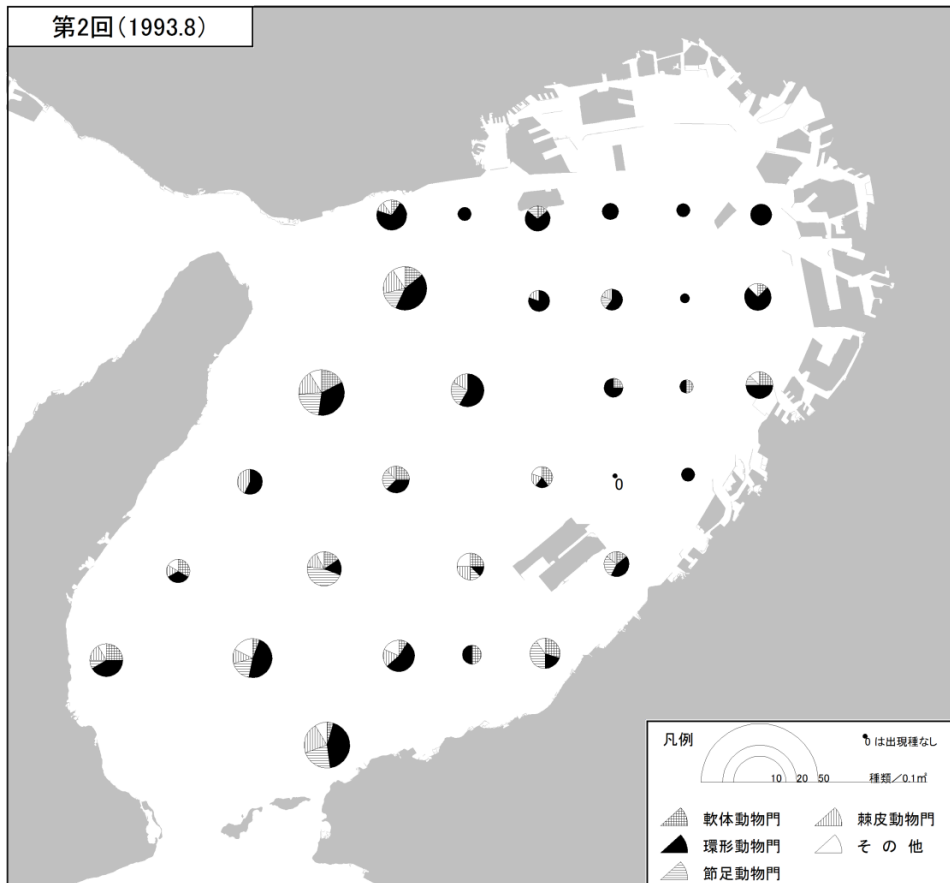 第2回(1993.8)
0
凡例
0 は出現種なし
10 20 50 種類/0.1㎡
軟体動物門 棘皮動物門
環形動物門 その他
節足動物門